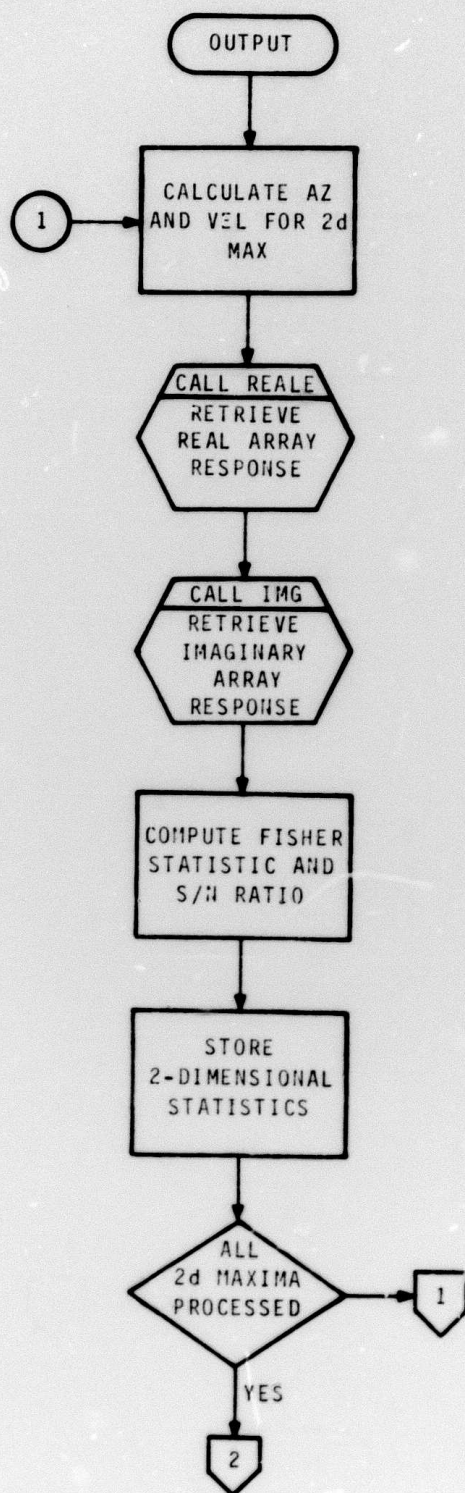 OUTPUT
CALCULATE AZ
1
AND VEL FOR 2d
MAX
CALL REALE
RETRIEVE
REAL ARRAY
RESPONSE
CALL IMG
RETRIEVE
IMAGINARY
ARRAY
RESPONSE
COMPUTE FISHER
STATISTIC AND
S/N RATIO
STORE
2-DIMENSIONAL
STATISTICS
ALL
2d MAXIMA
PROCESSED
1
YES
2